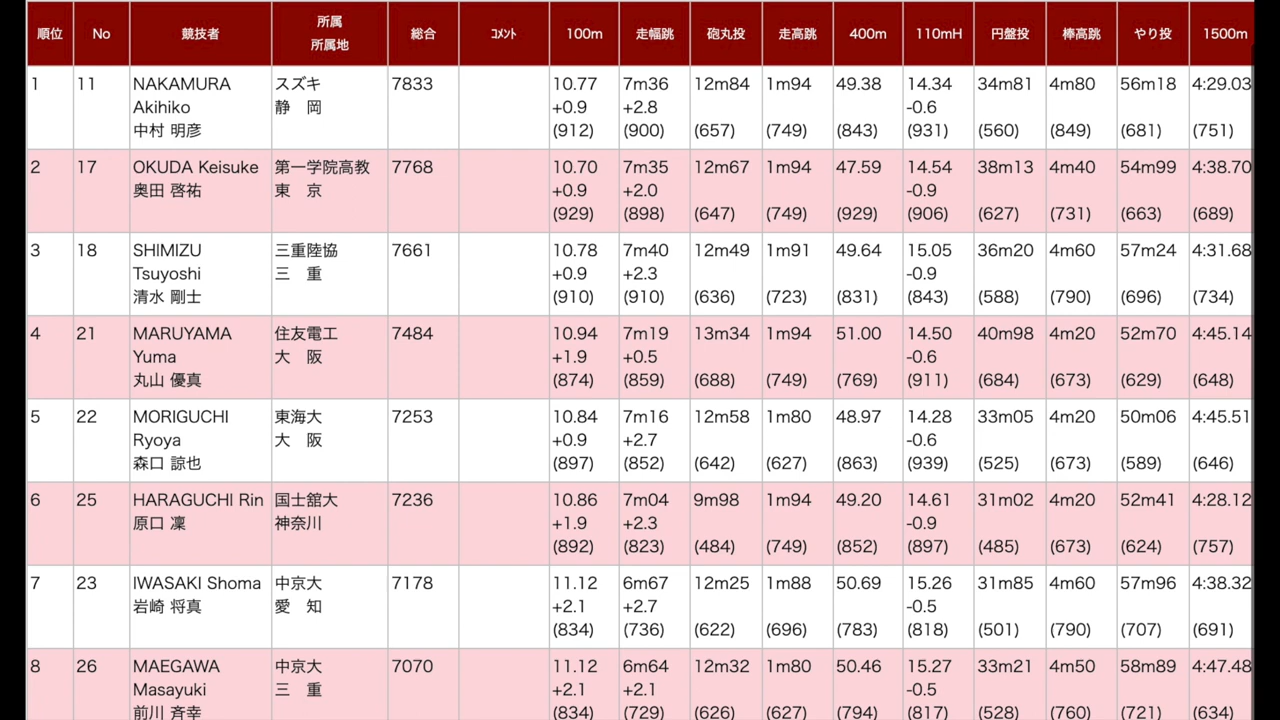 順位 No 競技者 所属 所属地 総合 ｺﾒﾝﾄ 100m 走幅跳 砲丸投 走高跳 400m 110mH 円盤投 棒高跳 やり投 1500m
1 11 NAKAMURA スズキ 7833 10.77 7m36 12m84 1m94 49.38 14.34 34m81 4m80 56m18 4:29.03
Akihiko 静　岡 +0.9 +2.8 -0.6
中村 明彦 (912) (900) (657) (749) (843) (931) (560) (849) (681) (751)
2 17 OKUDA Keisuke 第一学院高教 7768 10.70 7m35 12m67 1m94 47.59 14.54 38m13 4m40 54m99 4:38.70
奥田 啓祐 東　京 +0.9 +2.0 -0.9
(929) (898) (647) (749) (929) (906) (627) (731) (663) (689)
3 18 SHIMIZU 三重陸協 7661 10.78 7m40 12m49 1m91 49.64 15.05 36m20 4m60 57m24 4:31.68
Tsuyoshi 三　重 +0.9 +2.3 -0.9
清水 剛士 (910) (910) (636) (723) (831) (843) (588) (790) (696) (734)
4 21 MARUYAMA 住友電工 7484 10.94 7m19 13m34 1m94 51.00 14.50 40m98 4m20 52m70 4:45.14
Yuma 大　阪 +1.9 +0.5 -0.6
丸山 優真 (874) (859) (688) (749) (769) (911) (684) (673) (629) (648)
5 22 MORIGUCHI 東海大 7253 10.84 7m16 12m58 1m80 48.97 14.28 33m05 4m20 50m06 4:45.51
Ryoya 大　阪 +0.9 +2.7 -0.6
森口 諒也 (897) (852) (642) (627) (863) (939) (525) (673) (589) (646)
6 25 HARAGUCHI Rin 国士舘大 7236 10.86 7m04 9m98 1m94 49.20 14.61 31m02 4m20 52m41 4:28.12
原口 凜 神奈川 +1.9 +2.3 -0.9
(892) (823) (484) (749) (852) (897) (485) (673) (624) (757)
7 23 IWASAKI Shoma 中京大 7178 11.12 6m67 12m25 1m88 50.69 15.26 31m85 4m60 57m96 4:38.32
岩崎 将真 愛　知 +2.1 +2.7 -0.5
(834) (736) (622) (696) (783) (818) (501) (790) (707) (691)
8 26 MAEGAWA 中京大 7070 11.12 6m64 12m32 1m80 50.46 15.27 33m21 4m50 58m89 4:47.48
Masayuki 三　重 +2.1 +2.1 -0.5
前川 斉幸 (834) (729) (626) (627) (794) (817) (528) (760) (721) (634)